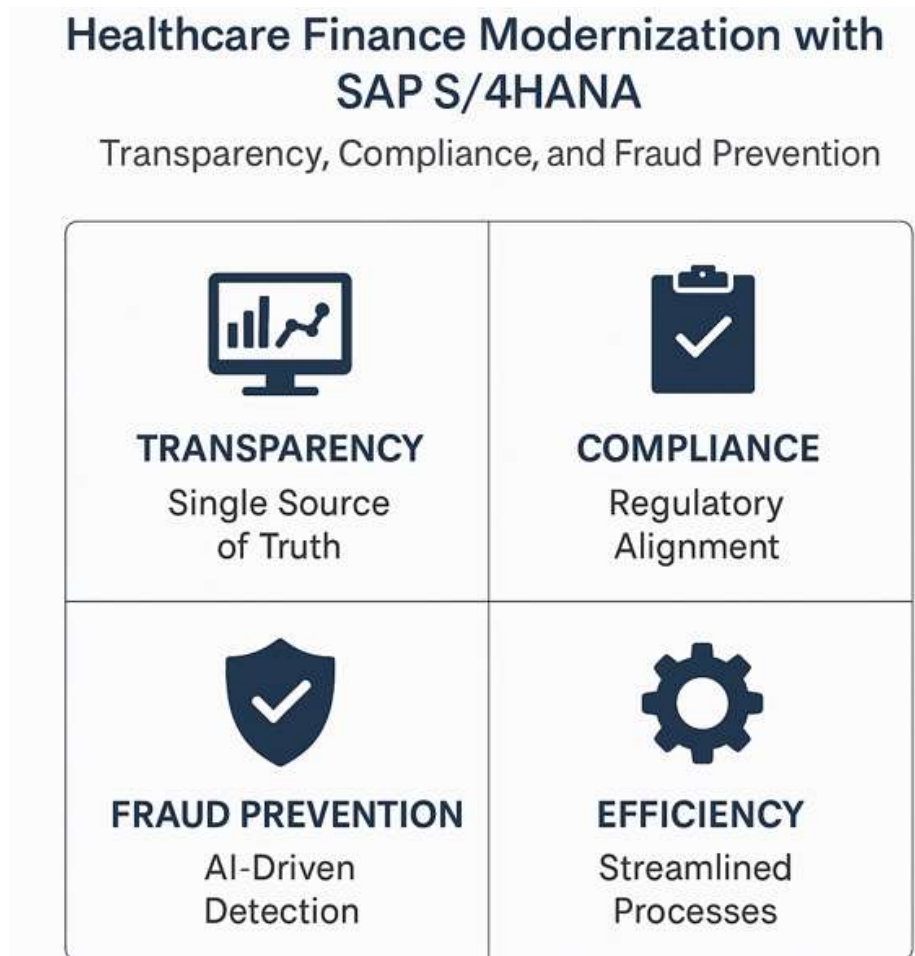 Healthcare Finance Modernization with
SAP S/4HANA
Transparency, Compliance, and Fraud Prevention
TRANSPARENCY
Single Source
of Truth
COMPLIANCE
Regulatory
Alignment
FRAUD PREVENTION
AI-Driven
Detection
EFFICIENCY
Streamlined
Processes